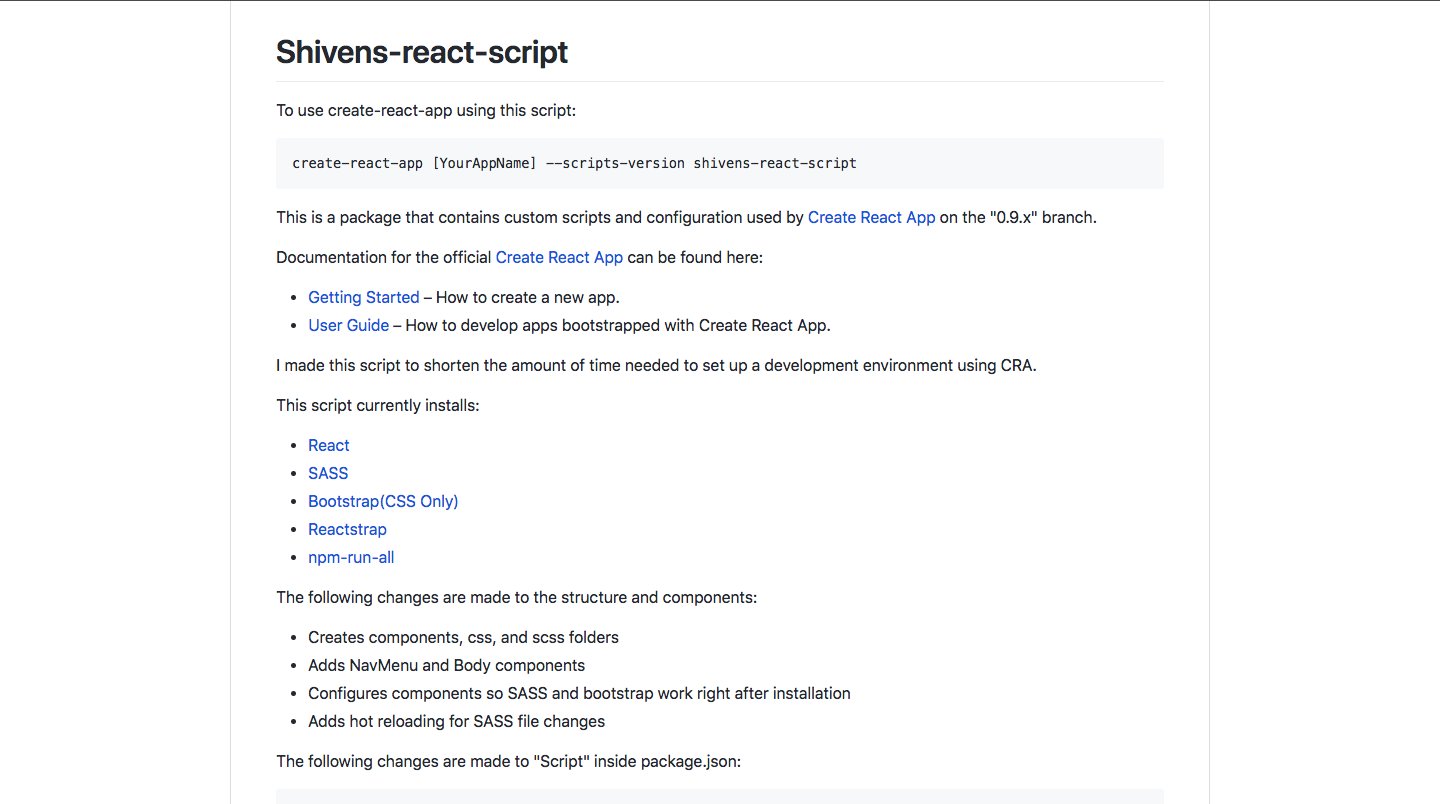 Shivens-react-script
To use create-react-app using this script:
create-react-app [YourAppName] --scripts-version shivens-react-script
This is a package that contains custom scripts and configuration used by Create React App on the "0.9.x" branch.
Documentation for the official Create React App can be found here:
• Getting Started – How to create a new app.
• User Guide – How to develop apps bootstrapped with Create React App.
I made this script to shorten the amount of time needed to set up a development environment using CRA.
This script currently installs:
• React
• SASS
• Bootstrap(CSS Only)
• Reactstrap
• npm-run-all
The following changes are made to the structure and components:
• Creates components, css, and scss folders
• Adds NavMenu and Body components
• Configures components so SASS and bootstrap work right after installation
• Adds hot reloading for SASS file changes
The following changes are made to "Script" inside package.json: